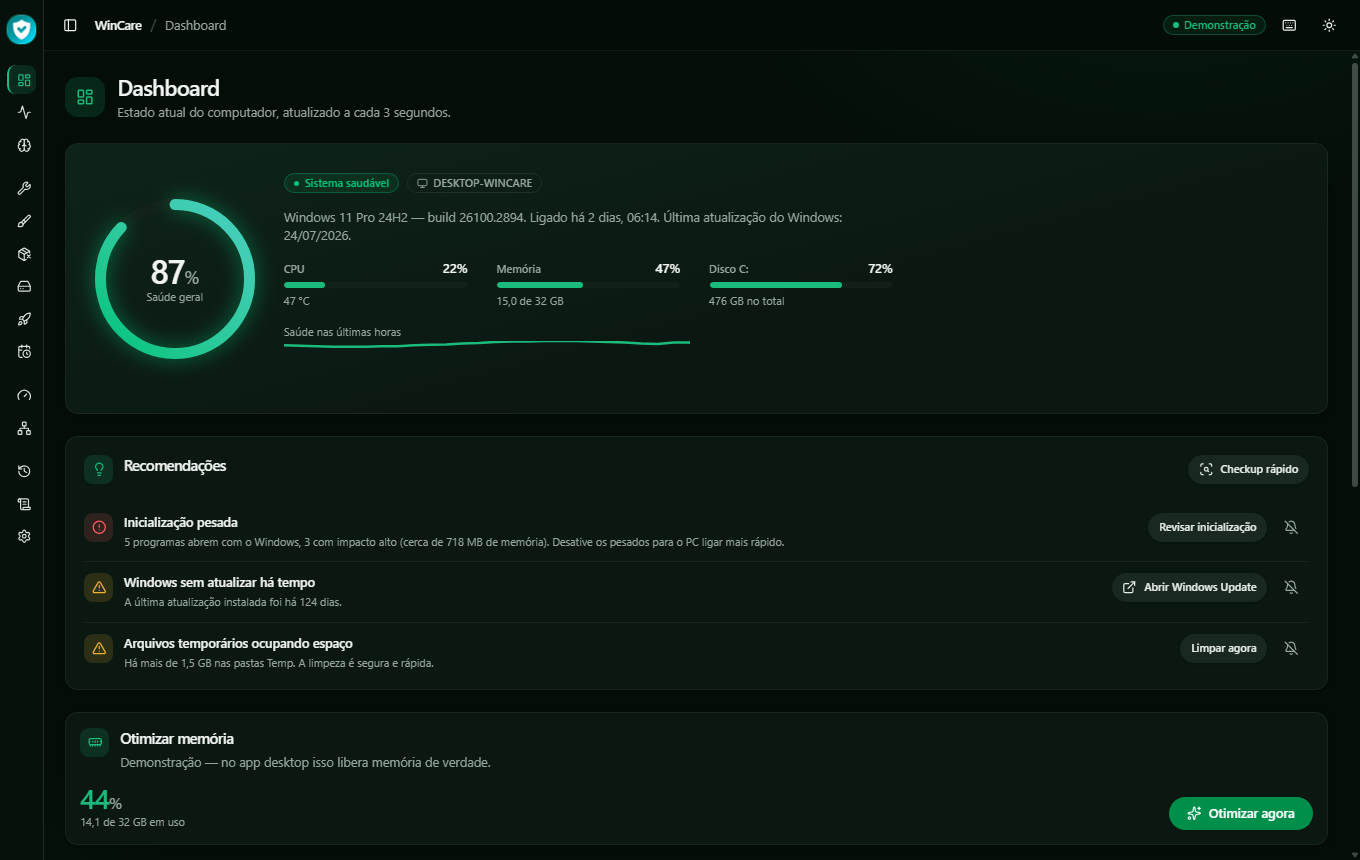 WinCare / Dashboard
Demonstração
Dashboard
Estado atual do computador, atualizado a cada 3 segundos.
87%
Saúde geral
Sistema saudável
DESKTOP-WINCARE
Windows 11 Pro 24H2 — build 26100.2894. Ligado há 2 dias, 06:14. Última atualização do Windows:
24/07/2026.
CPU 22%
47 °C
Memória 47%
15,0 de 32 GB
Disco C: 72%
476 GB no total
Saúde nas últimas horas
Recomendações
Checkup rápido
Inicialização pesada
5 programas abrem com o Windows, 3 com impacto alto (cerca de 718 MB de memória). Desative os pesados para o PC ligar mais rápido.
Revisar inicialização
Windows sem atualizar há tempo
A última atualização instalada foi há 124 dias.
Abrir Windows Update
Arquivos temporários ocupando espaço
Há mais de 1,5 GB nas pastas Temp. A limpeza é segura e rápida.
Limpar agora
Otimizar memória
Demonstração — no app desktop isso libera memória de verdade.
44%
14,1 de 32 GB em uso
Otimizar agora